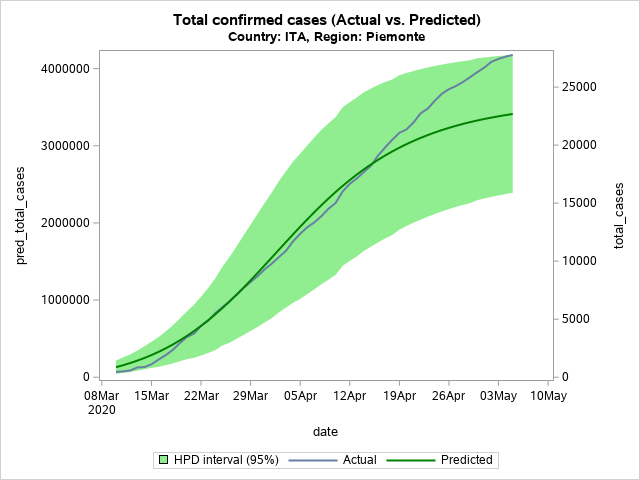 Total confirmed cases (Actual vs. Predicted)
Country: ITA, Region: Piemonte
pred_total_cases
4000000
3000000
2000000
1000000
0
total_cases
25000
20000
15000
10000
5000
0
08Mar 15Mar 22Mar 29Mar 05Apr 12Apr 19Apr 26Apr 03May 10May
2020
date
HPD interval (95%) Actual Predicted